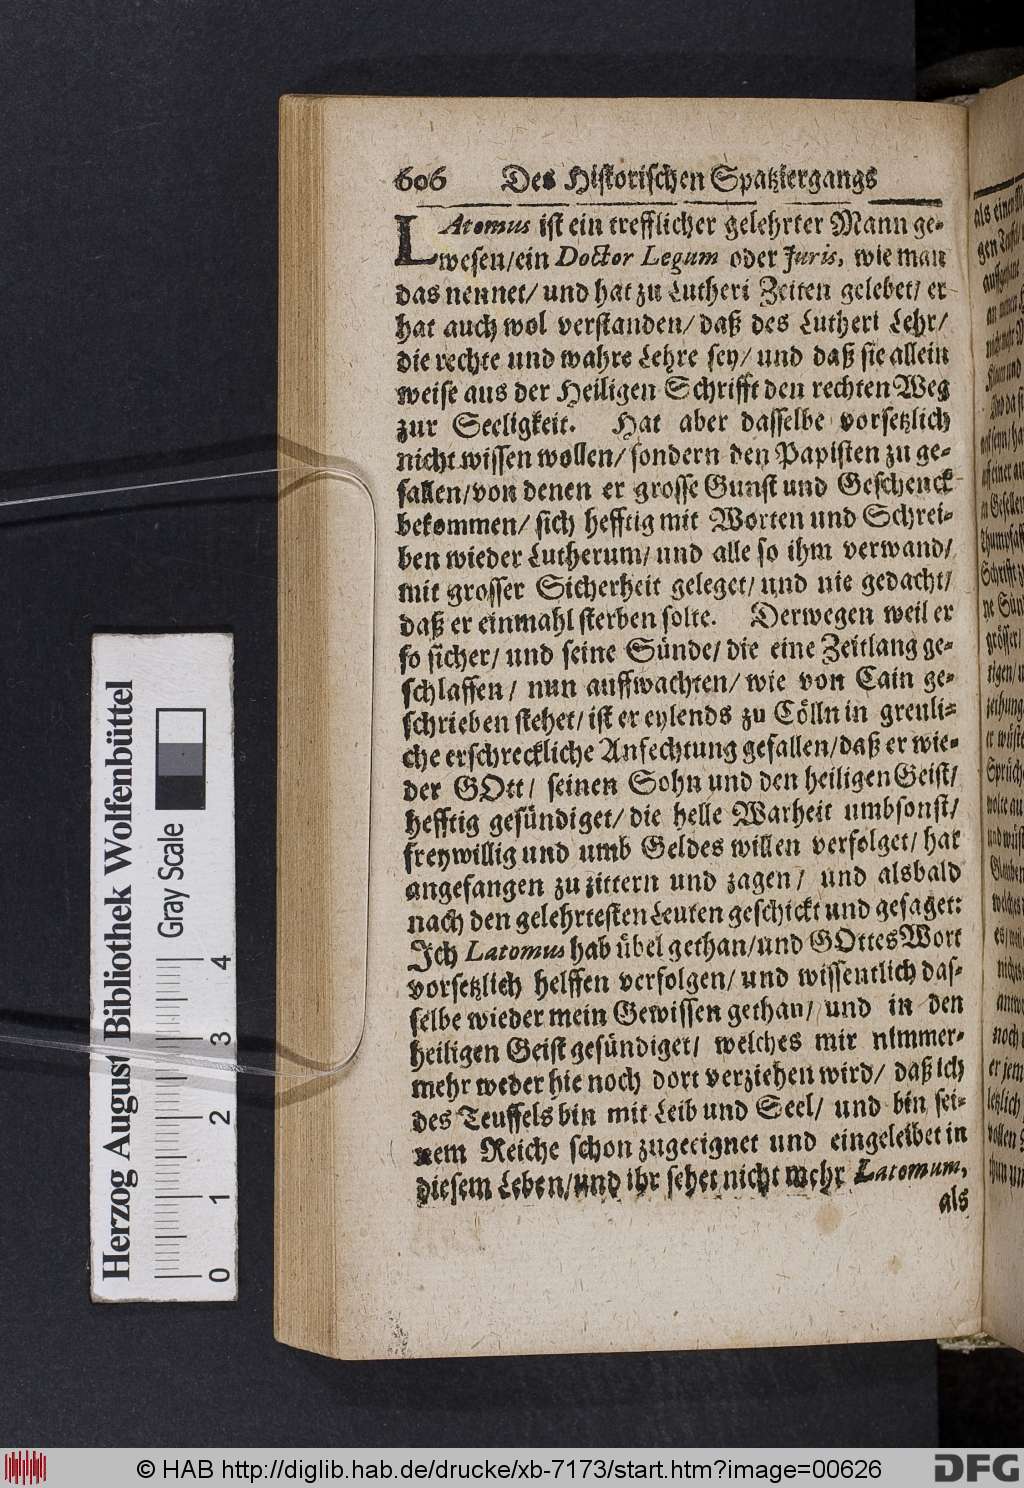 606 Des Historischen Spatziergangs
LAtomus ist ein trefflicher gelehrter Mann ge-
wesen/ein Doctor Legum oder Juris, wie man
das nennet/ und hat zu Lutheri Zeiten gelebet/ er
hat auch wol verstanden/ daß des Lutheri Lehr/
die rechte und wahre Lehre sey/ und daß sie allein
weise aus der Heiligen Schrifft den rechten Weg
zur Seeligkeit. Hat aber dasselbe vorsetzlich
nicht wissen wollen/ sondern den Papisten zu ge-
fallen/von denen er grosse Gunst und Geschenck
bekommen/ sich hefftig mit Worten und Schrei-
ben wieder Lutherum/ und alle so ihm verwand/
mit grosser Sicherheit geleget/ und nie gedacht/
daß er einmahl sterben solte. Derwegen weil er
so sicher/ und seine Sünde/ die eine Zeitlang ge-
schlaffen/ nun auffwachten/ wie von Cain ge-
schrieben stehet/ ist er eylends zu Cölln in greuli-
che erschreckliche Anfechtung gefallen/daß er wie-
der GOtt/ seinen Sohn und den heiligen Geist/
hefftig gesündiget/ die helle Warheit umbsonst/
freywillig und umb Geldes willen verfolget/ hat
angefangen zu zittern und zagen/ und alsbald
nach den gelehrtesten Leuten geschickt und gesaget:
Ich Latomus hab übel gethan/und GOttes Wort
vorsetzlich helffen verfolgen/ und wissentlich das-
selbe wieder mein Gewissen gethan/ und in den
heiligen Geist gesündiget/ welches mir nimmer-
mehr weder hie noch dort verziehen wird/ daß ich
des Teuffels bin mit Leib und Seel/ und bin sei-
nem Reiche schon zugeeignet und eingeleibet in
diesem Leben/und ihr sehet nicht mehr Latomum,
als
Herzog August Bibliothek Wolfenbüttel
Gray Scale
0 1 2 3 4
© HAB http://diglib.hab.de/drucke/xb-7173/start.htm?image=00626
DFG